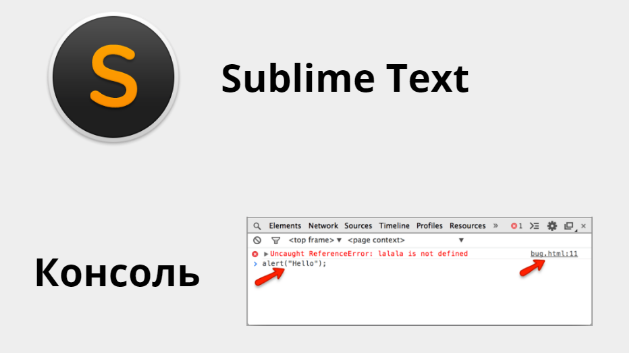 S
Sublime Text
Консоль
Elements Network Sources Timeline Profiles Resources » 1
<top frame> ▼ <page context> ▼
▶Uncaught ReferenceError: lalala is not defined bug.html:11
> alert("Hello");